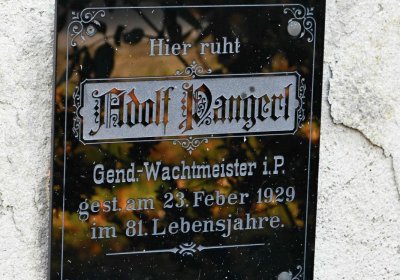 Hier ruht
Adolf Pangerl
Gend.-Wachtmeister i.P.
gest. am 23. Feber 1929
im 81. Lebensjahre.